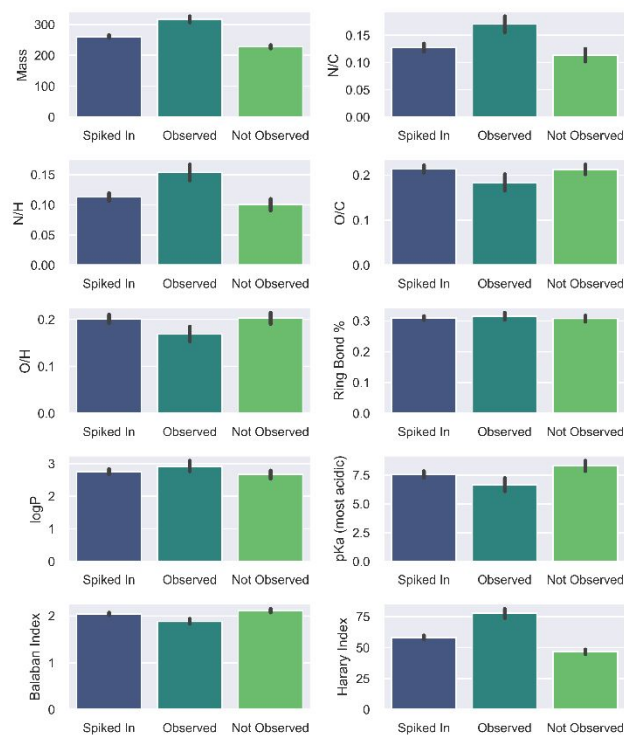 Mass
300
200
100
0
Spiked In Observed Not Observed
N/C
0.15
0.10
0.05
0.00
Spiked In Observed Not Observed
N/H
0.15
0.10
0.05
0.00
Spiked In Observed Not Observed
O/C
0.2
0.1
0.0
Spiked In Observed Not Observed
O/H
0.2
0.1
0.0
Spiked In Observed Not Observed
Ring Bond %
0.3
0.2
0.1
0.0
Spiked In Observed Not Observed
logP
3
2
1
0
Spiked In Observed Not Observed
pKa (most acidic)
7.5
5.0
2.5
0.0
Spiked In Observed Not Observed
Balaban Index
2
1
0
Spiked In Observed Not Observed
Harary Index
75
50
25
0
Spiked In Observed Not Observed